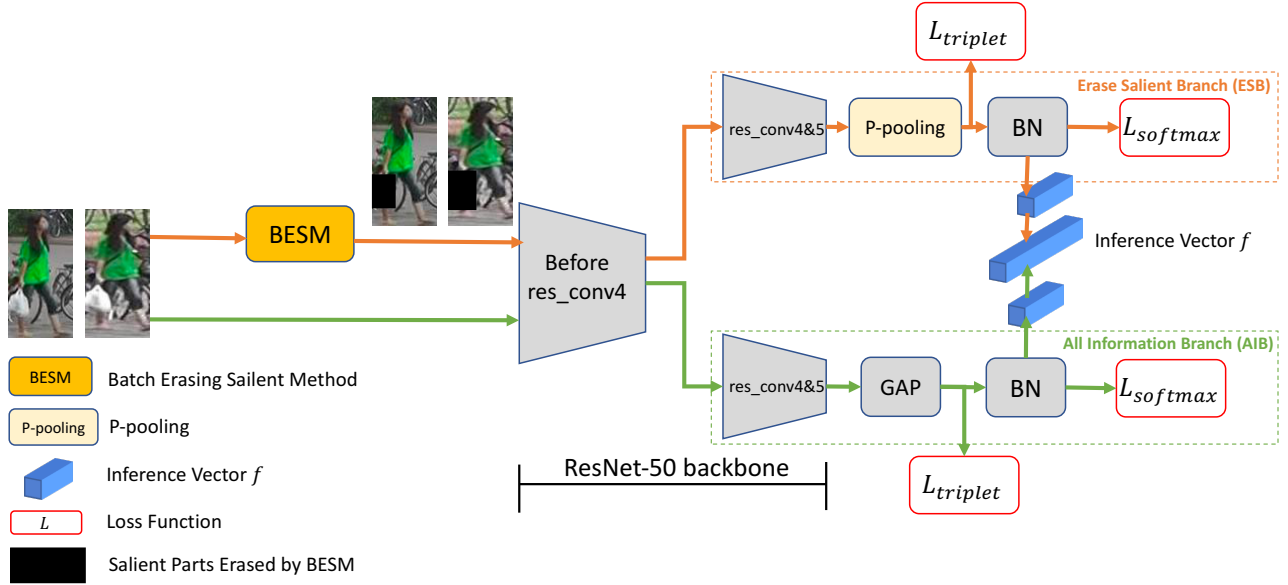 L_triplet
Erase Salient Branch (ESB)
res_conv4&5
P-pooling
BN
L_softmax
BESM
Before
res_conv4
Inference Vector f
All Information Branch (AIB)
res_conv4&5
GAP
BN
L_softmax
L_triplet
ResNet-50 backbone
BESM Batch Erasing Sailent Method
P-pooling P-pooling
Inference Vector f
L Loss Function
Salient Parts Erased by BESM